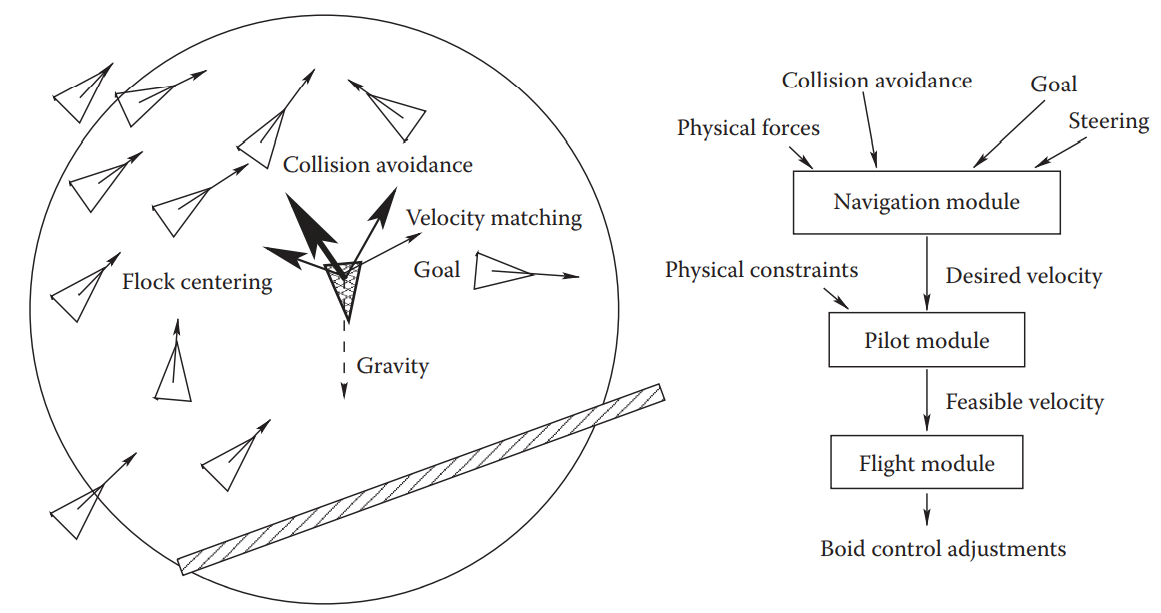 Collision avoidance
Velocity matching
Goal
Flock centering
Gravity
Collision avoidance
Goal
Physical forces
Steering
Navigation module
Physical constraints
Desired velocity
Pilot module
Feasible velocity
Flight module
Boid control adjustments